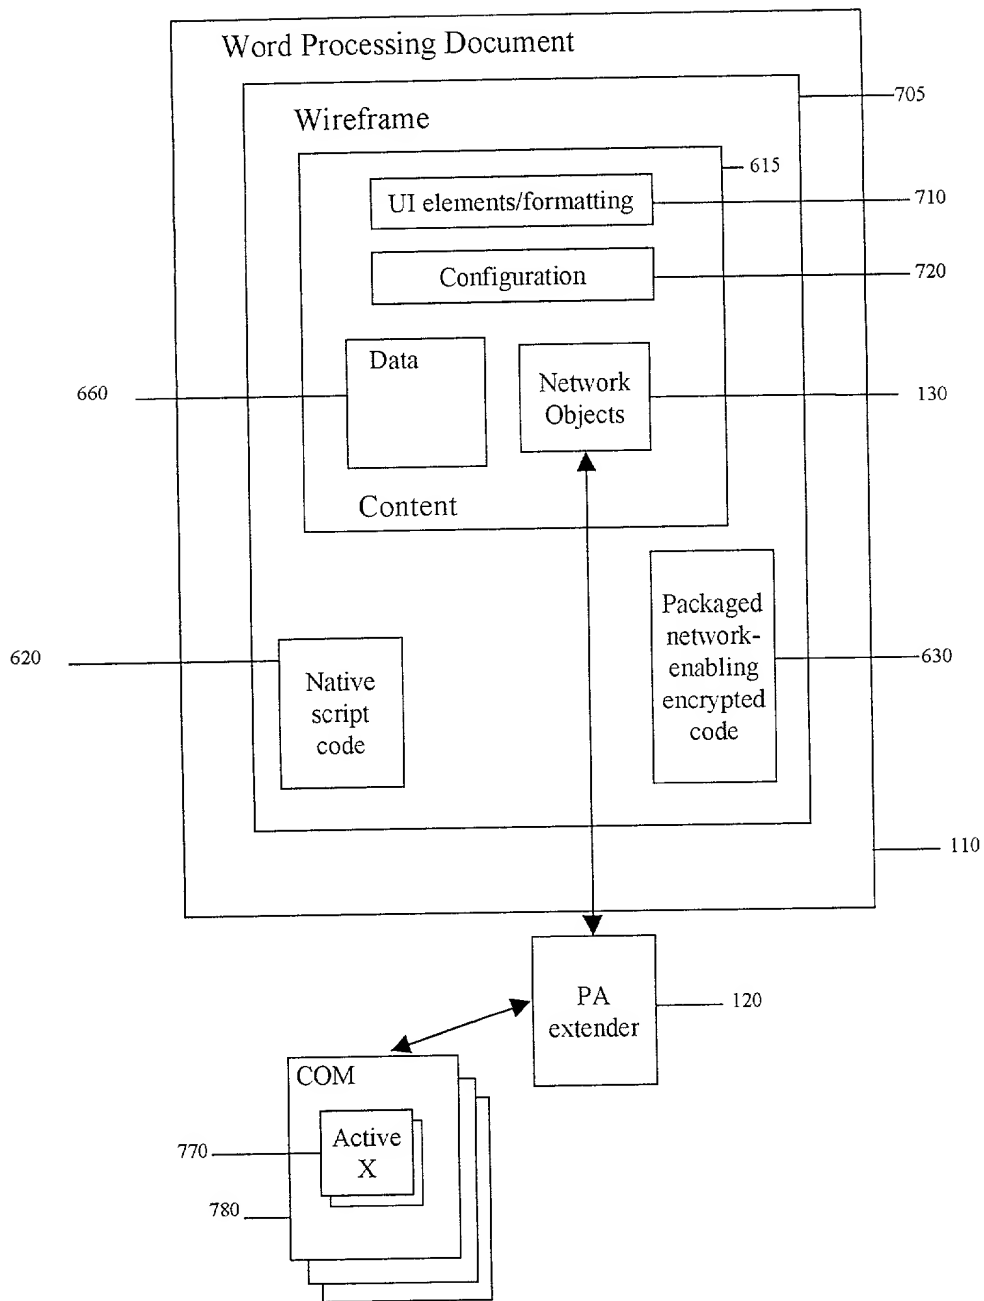 Word Processing Document
705
Wireframe
615
UI elements/formatting
710
Configuration
720
Data
660
Network
Objects
130
Content
Packaged
network-
enabling
encrypted
code
630
620
Native
script
code
110
PA
extender
120
COM
Active
X
770
780